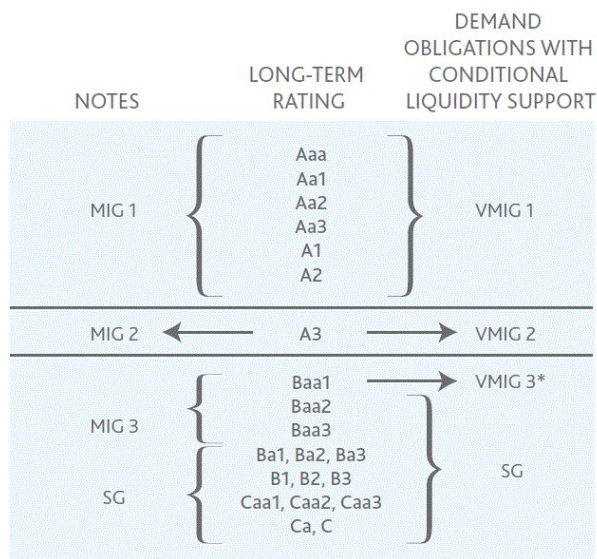 NOTES
LONG-TERM
RATING
DEMAND
OBLIGATIONS WITH
CONDITIONAL
LIQUIDITY SUPPORT
MIG 1
Aaa
Aa1
Aa2
Aa3
A1
A2
VMIG 1
MIG 2
A3
VMIG 2
MIG 3
Baa1
Baa2
Baa3
VMIG 3*
SG
Ba1, Ba2, Ba3
B1, B2, B3
Caa1, Caa2, Caa3
Ca, C
SG